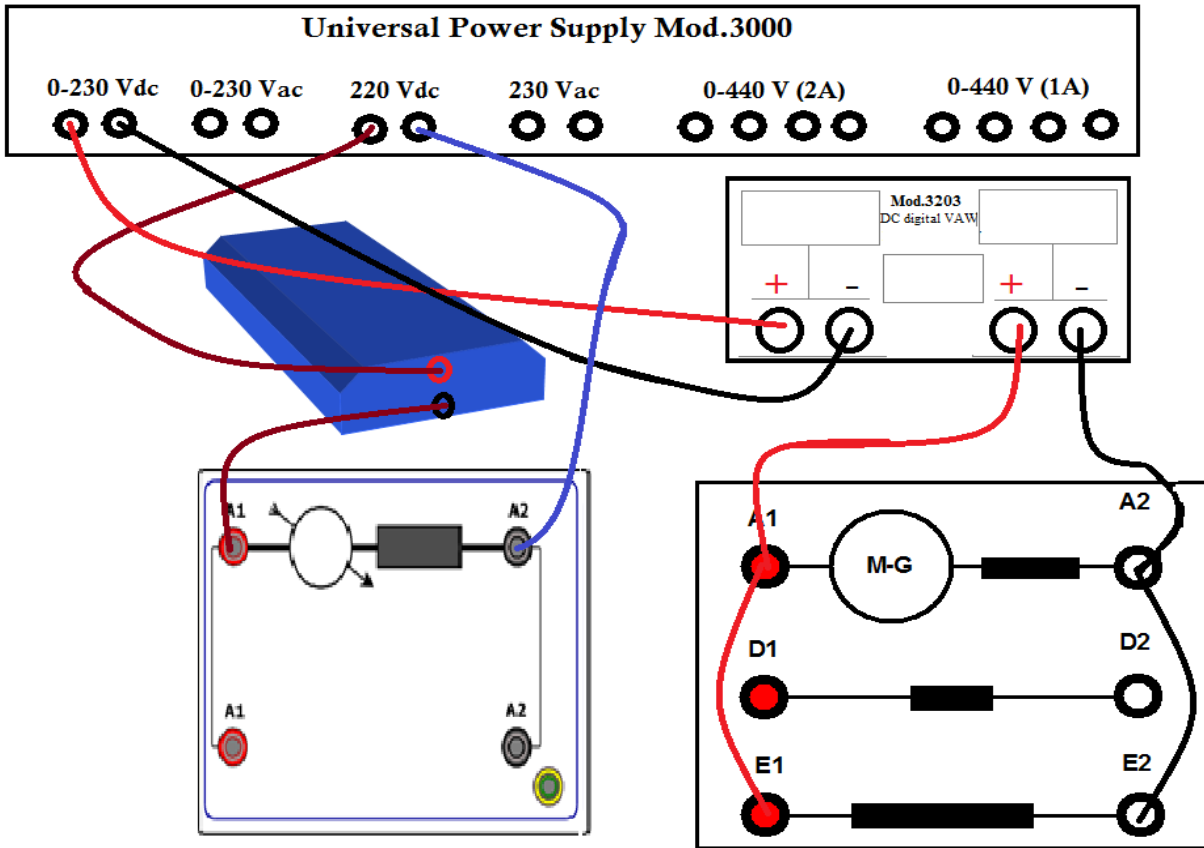 Universal Power Supply Mod.3000
0-230 Vdc 0-230 Vac 220 Vdc 230 Vac 0-440 V (2A) 0-440 V (1A)
Mod.3203
DC digital VAW
+ - + -
A1 A2
A1 A2
A1 M-G A2
D1 D2
E1 E2